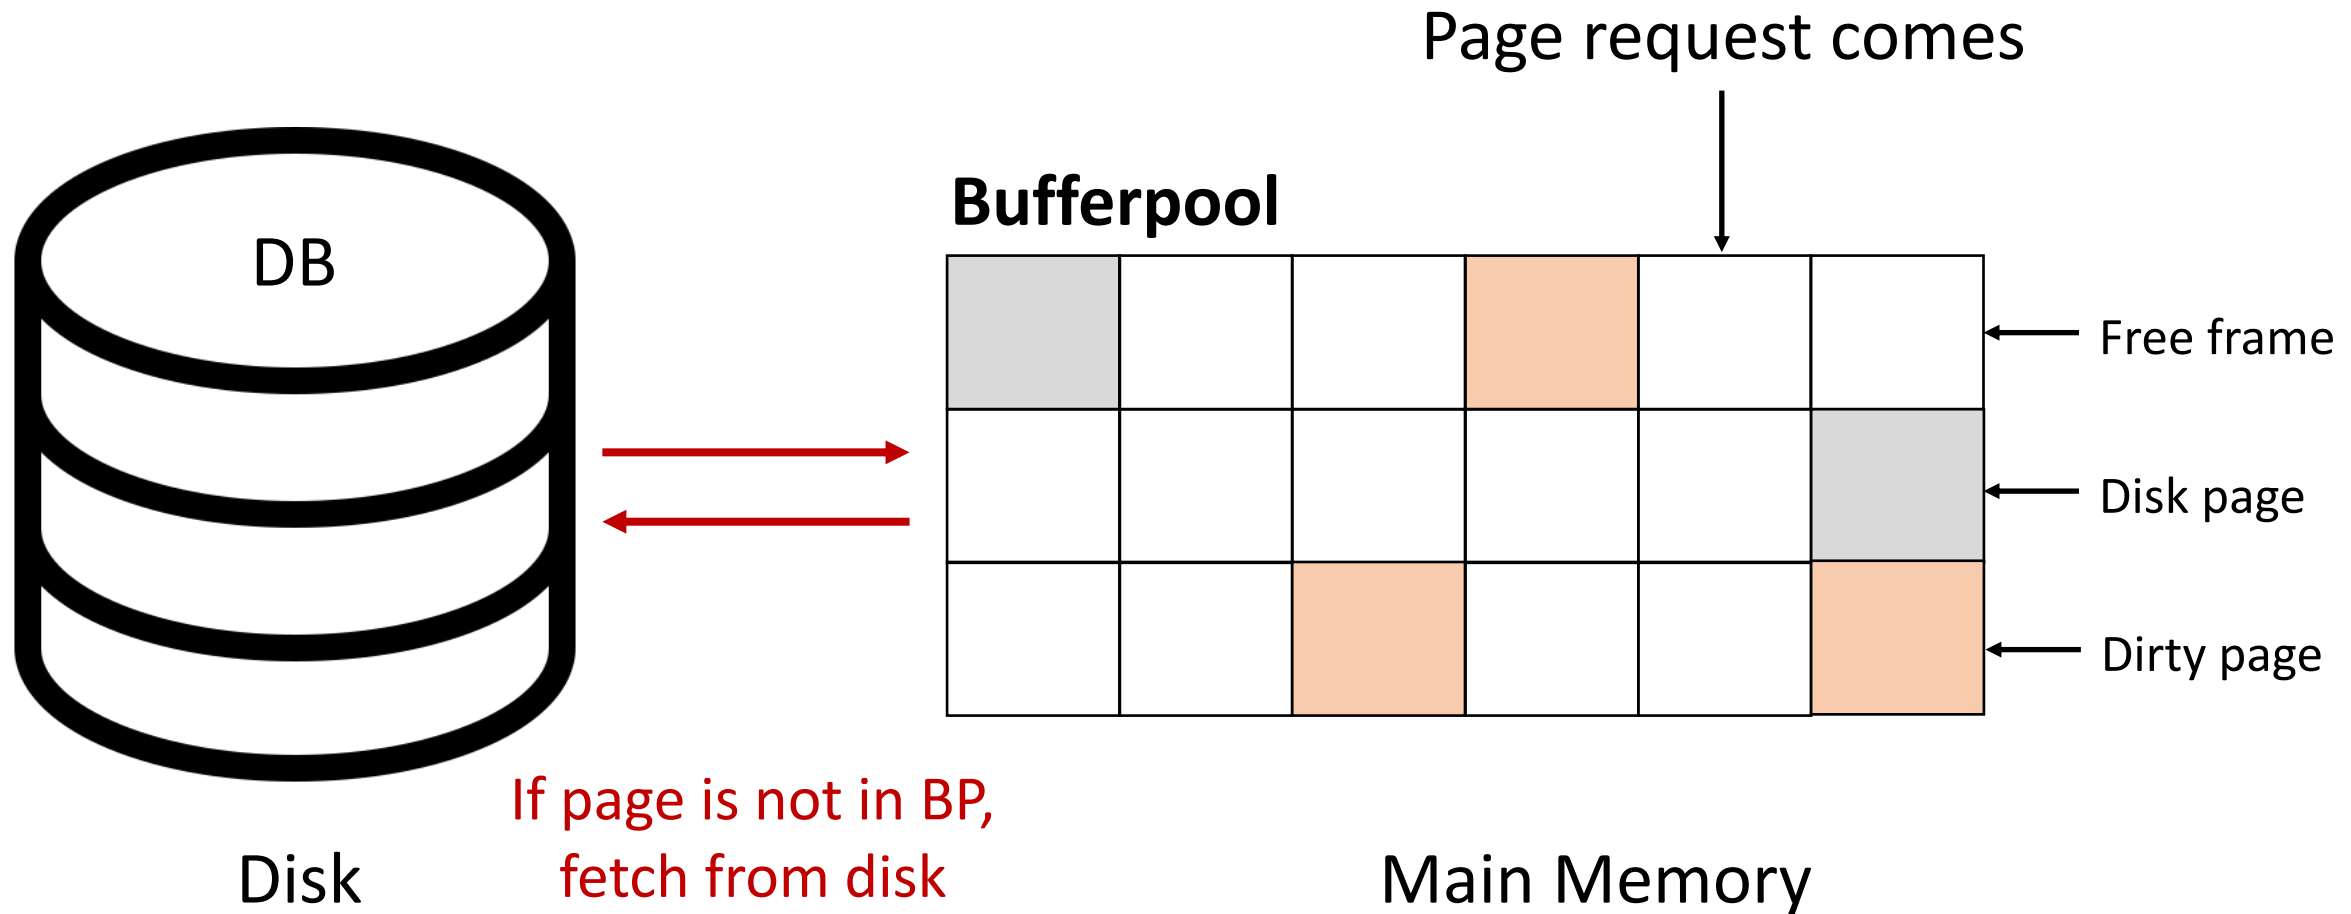 Page request comes
Bufferpool
DB
Free frame
Disk page
Dirty page
If page is not in BP,
fetch from disk
Disk
Main Memory